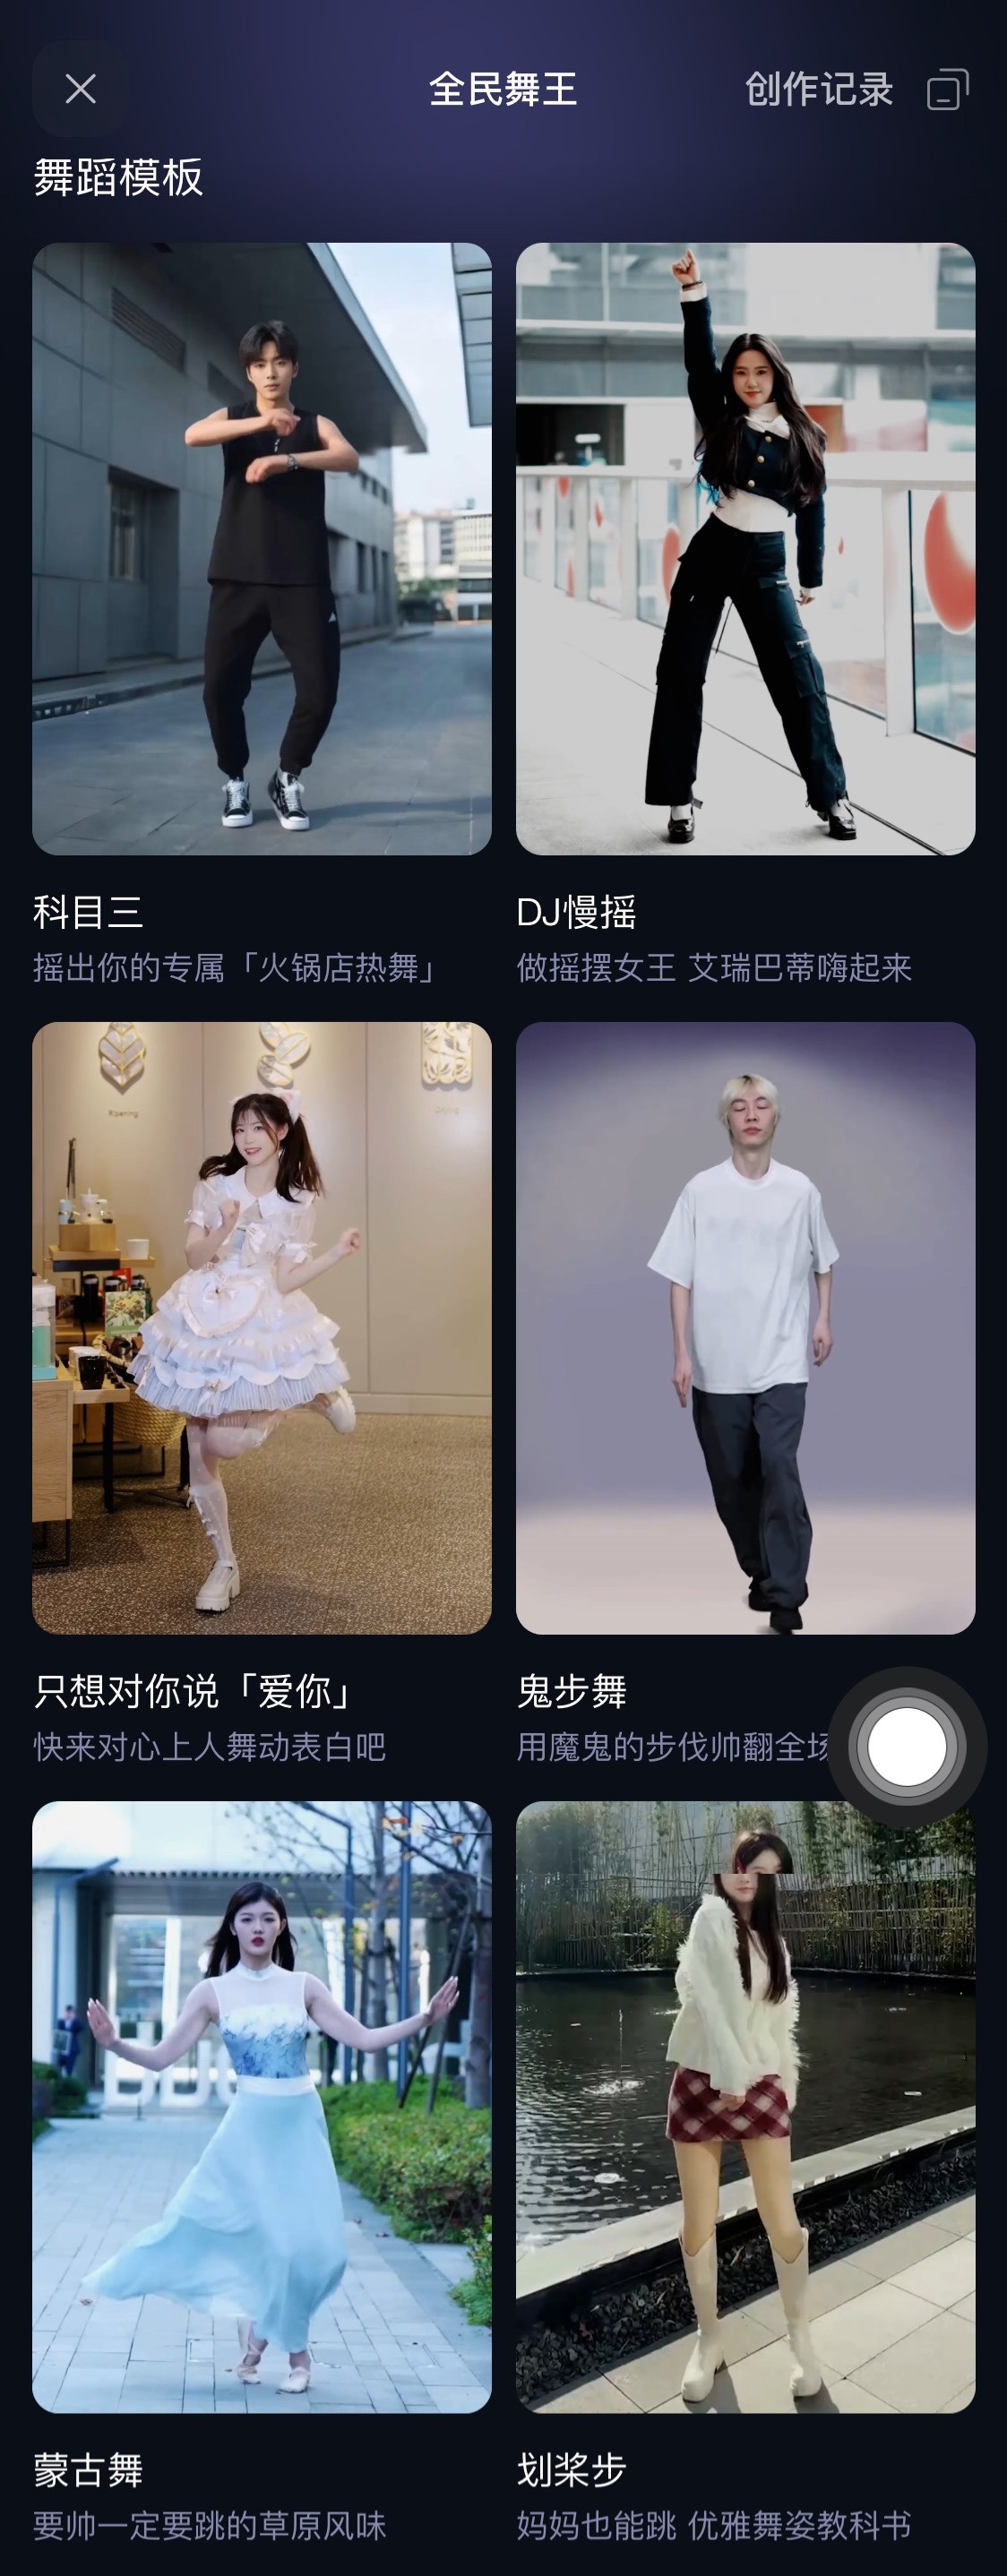 全民舞王
创作记录
舞蹈模板
科目三
DJ慢摇
摇出你的专属「火锅店热舞」
做摇摆女王 艾瑞巴蒂嗨起来
只想对你说「爱你」
鬼步舞
快来对心上人舞动表白吧
用魔鬼的步伐帅翻全场
蒙古舞
划桨步
要帅一定要跳的草原风味
妈妈也能跳 优雅舞姿教科书